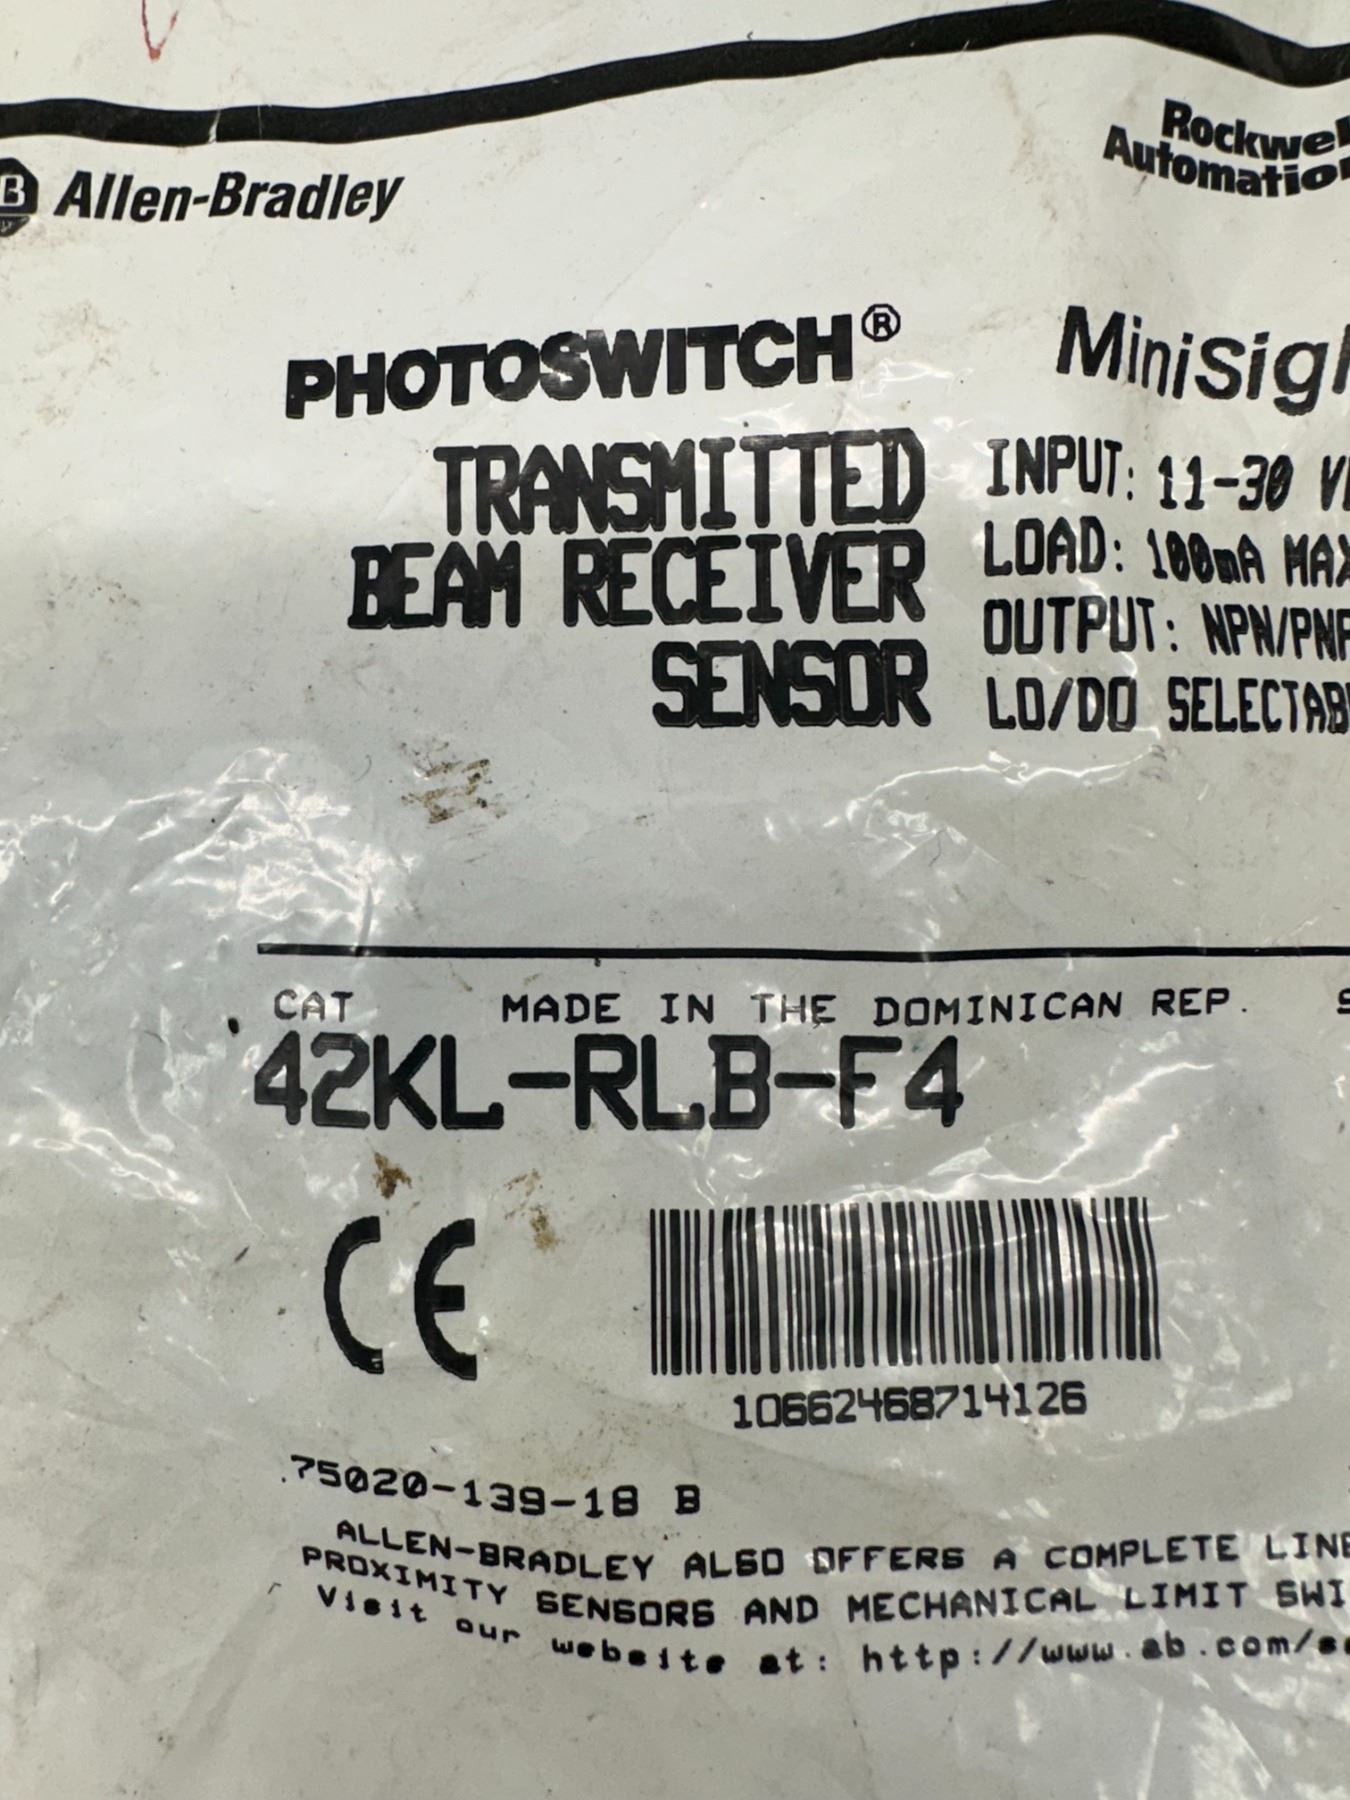 Allen-Bradley
Rockwel
Automation
PHOTOSWITCH®
MiniSigh
TRANSMITTED
BEAM RECEIVER
SENSOR
INPUT: 11-30 V
LOAD: 100mA MAX
OUTPUT: NPN/PNP
LO/DO SELECTAB
CAT MADE IN THE DOMINICAN REP. S
42KL-RLB-F4
CE
10662468714126
75020-139-18 B
ALLEN-BRADLEY ALSO OFFERS A COMPLETE LINE
PROXIMITY SENSORS AND MECHANICAL LIMIT SWI
Visit our website at: http://www.ab.com/se